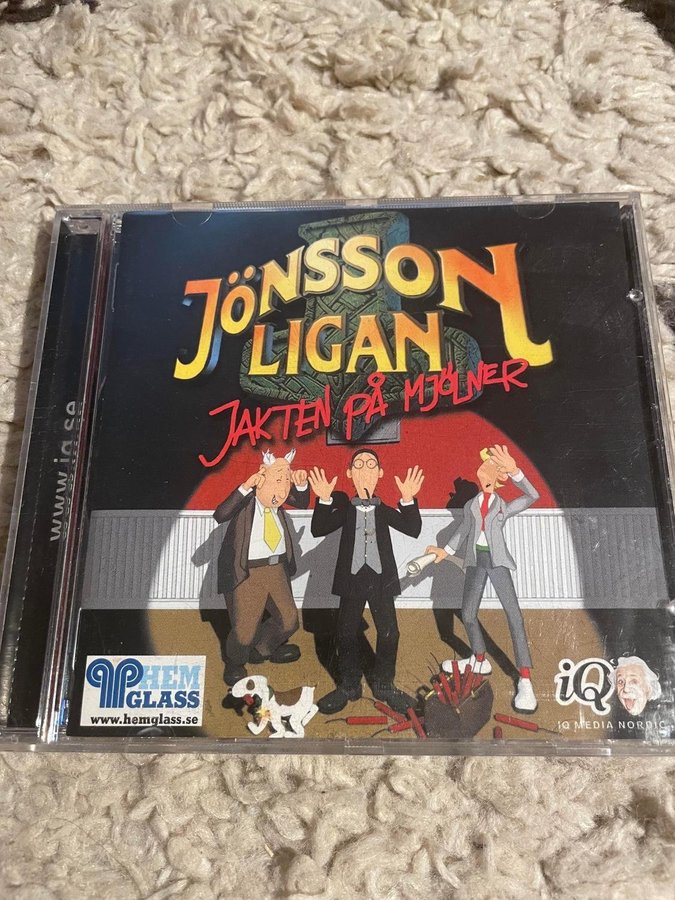 JÖNSSON
LIGAN
JAKTEN PÅ MJÖLNER
www.iq.se
HEM
GLASS
www.hemglass.se
iQ
IQ MEDIA NORDIC